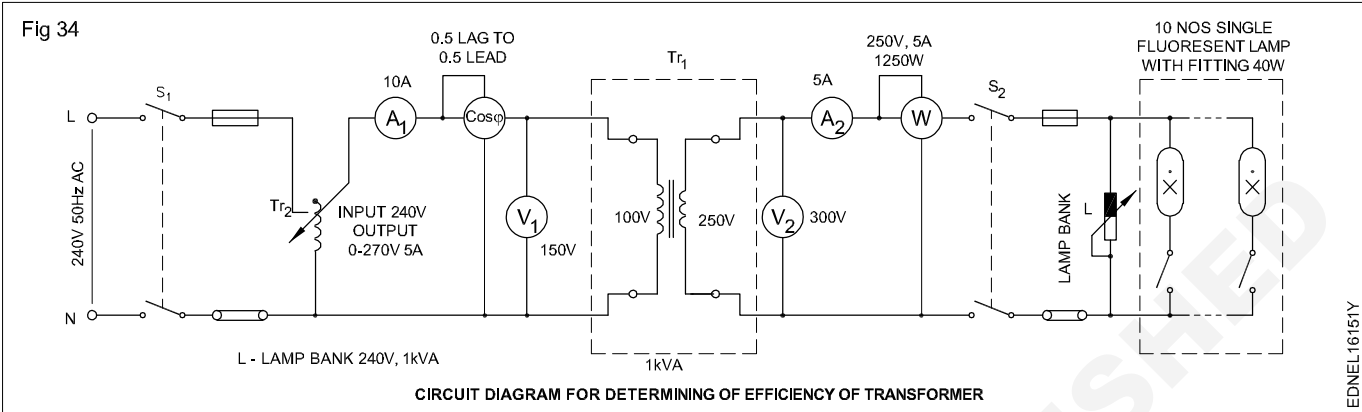 Fig 34
0.5 LAG TO
0.5 LEAD
250V, 5A
1250W
10 NOS SINGLE
FLUORESENT LAMP
WITH FITTING 40W
Tr1
10A
5A
S1
S2
L
A1
Cosφ
A2
W
240V 50Hz AC
Tr2
INPUT 240V
OUTPUT
0-270V 5A
V1
150V
100V
250V
V2
300V
LAMP BANK
L
N
L - LAMP BANK 240V, 1kVA
1kVA
CIRCUIT DIAGRAM FOR DETERMINING OF EFFICIENCY OF TRANSFORMER
EDNEL16151Y
SHED